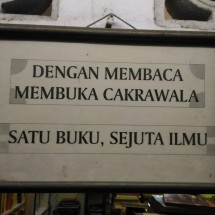 DENGAN MEMBACA
MEMBUKA CAKRAWALA
SATU BUKU, SEJUTA ILMU